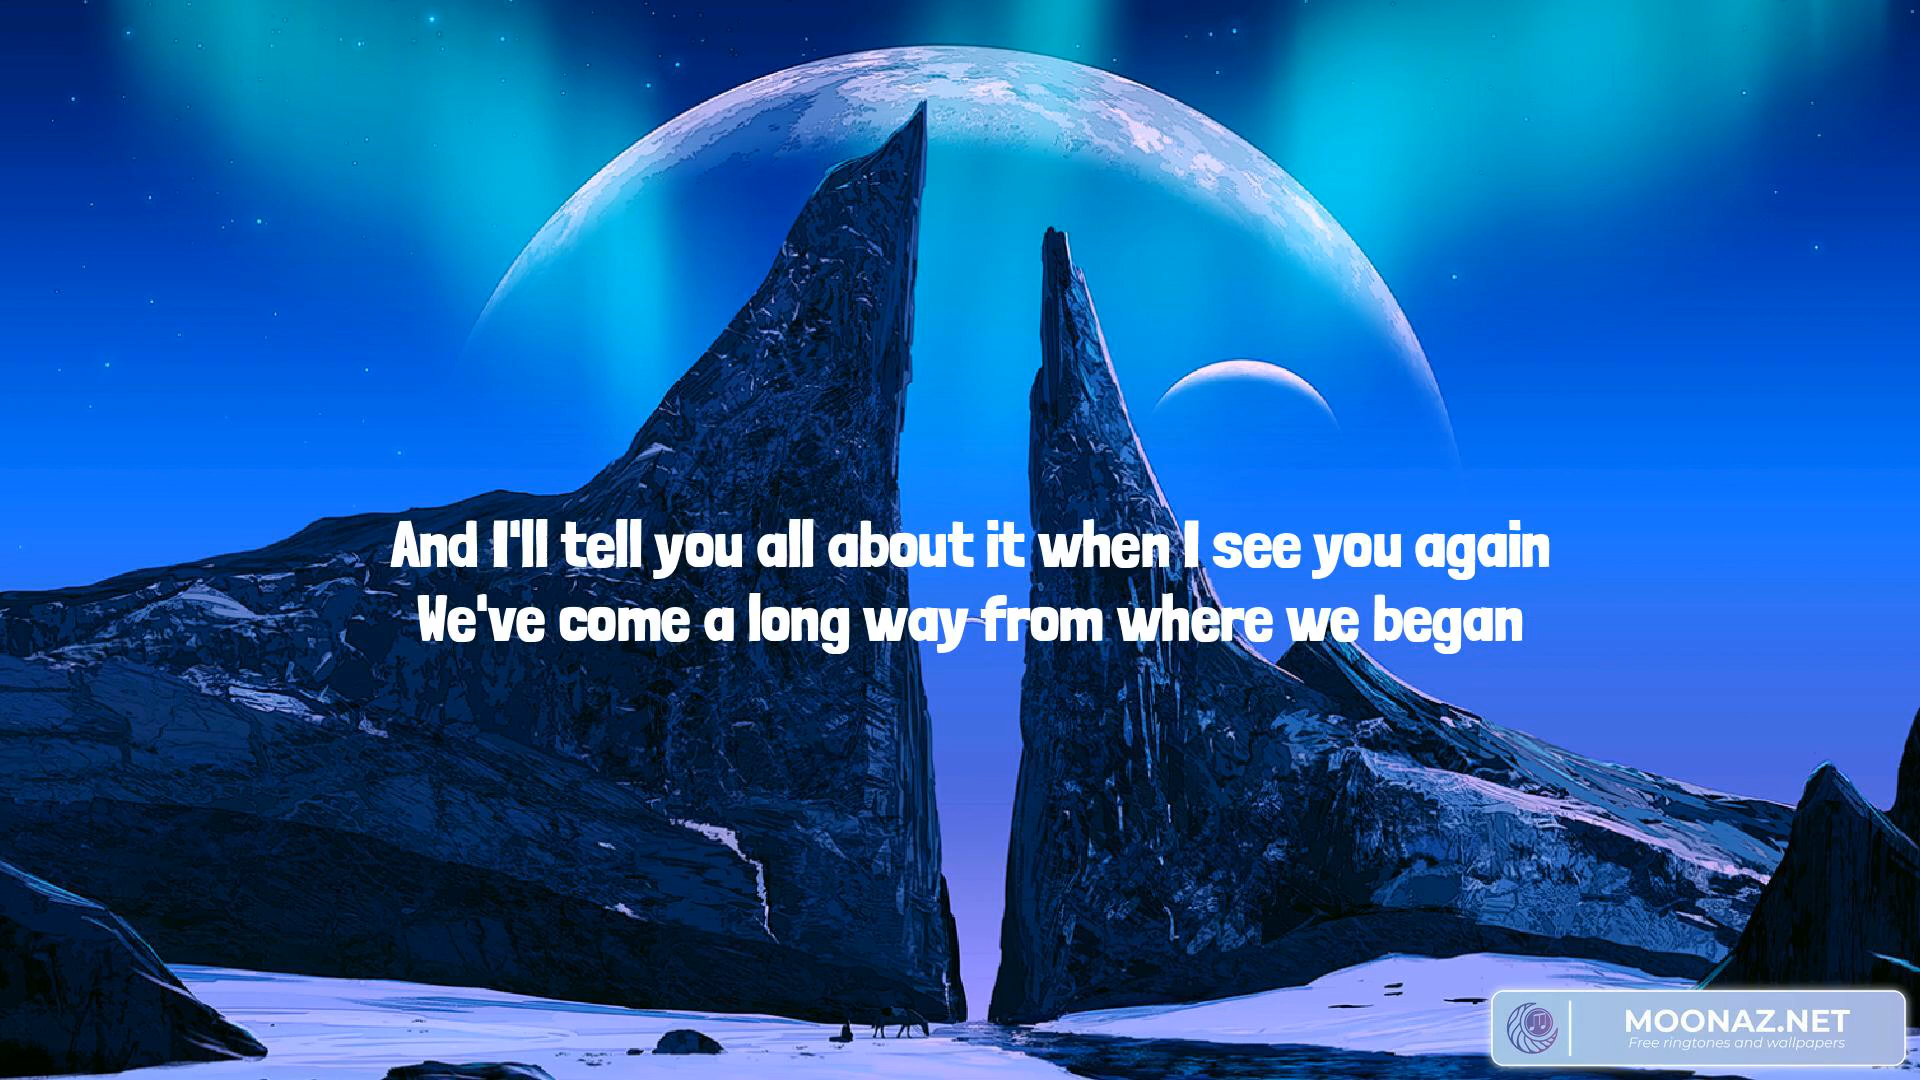 And I'll tell you all about it when I see you again
We've come a long way from where we began
MOONAZ.NET
Free ringtones and wallpapers